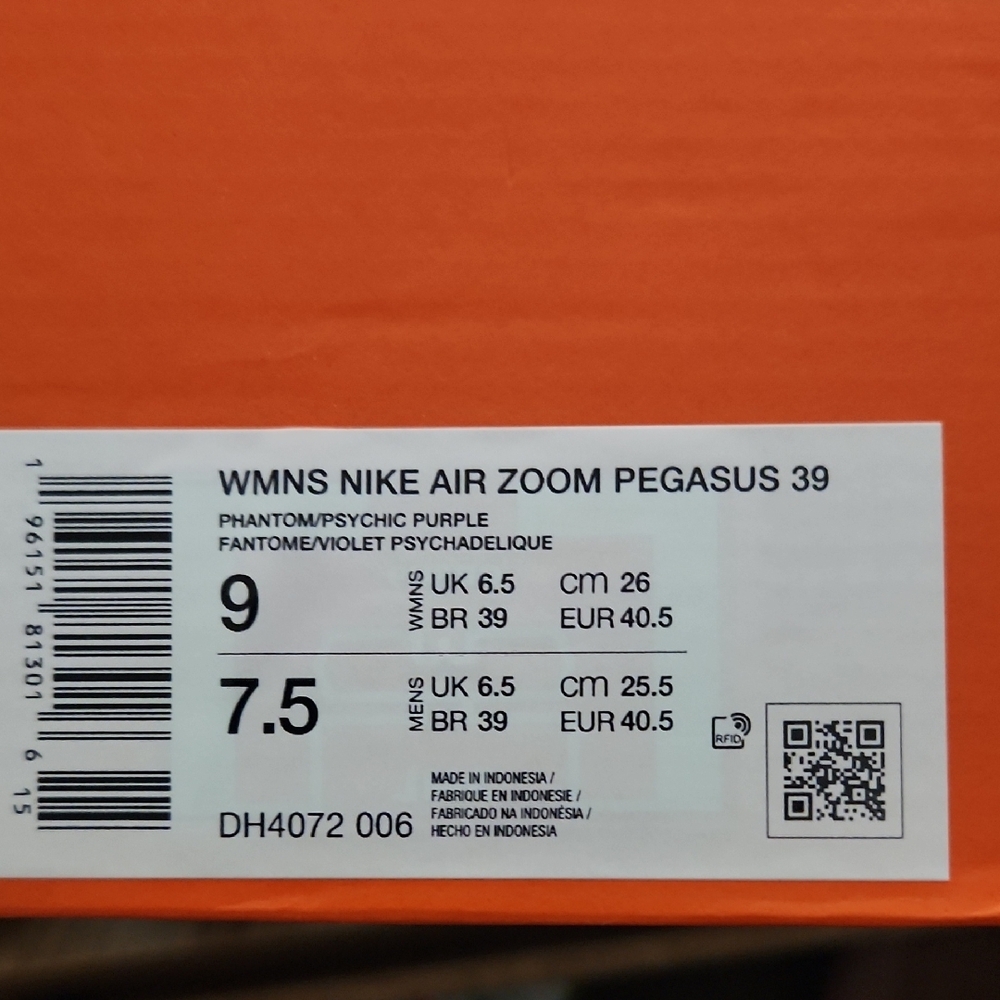 WMNS NIKE AIR ZOOM PEGASUS 39
PHANTOM/PSYCHIC PURPLE
FANTOME/VIOLET PSYCHADELIQUE
9
WMNS
UK 6.5 cm 26
BR 39 EUR 40.5
7.5
MENS
UK 6.5 cm 25.5
BR 39 EUR 40.5
RFID
MADE IN INDONESIA /
FABRIQUE EN INDONESIE /
FABRICADO NA INDONÉSIA /
HECHO EN INDONESIA
DH4072 006
1 96151 81301 6 15